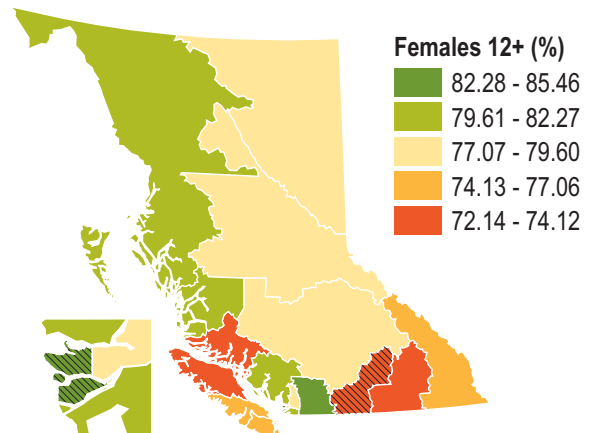 Females 12+ (%)
82.28 - 85.46
79.61 - 82.27
77.07 - 79.60
74.13 - 77.06
72.14 - 74.12